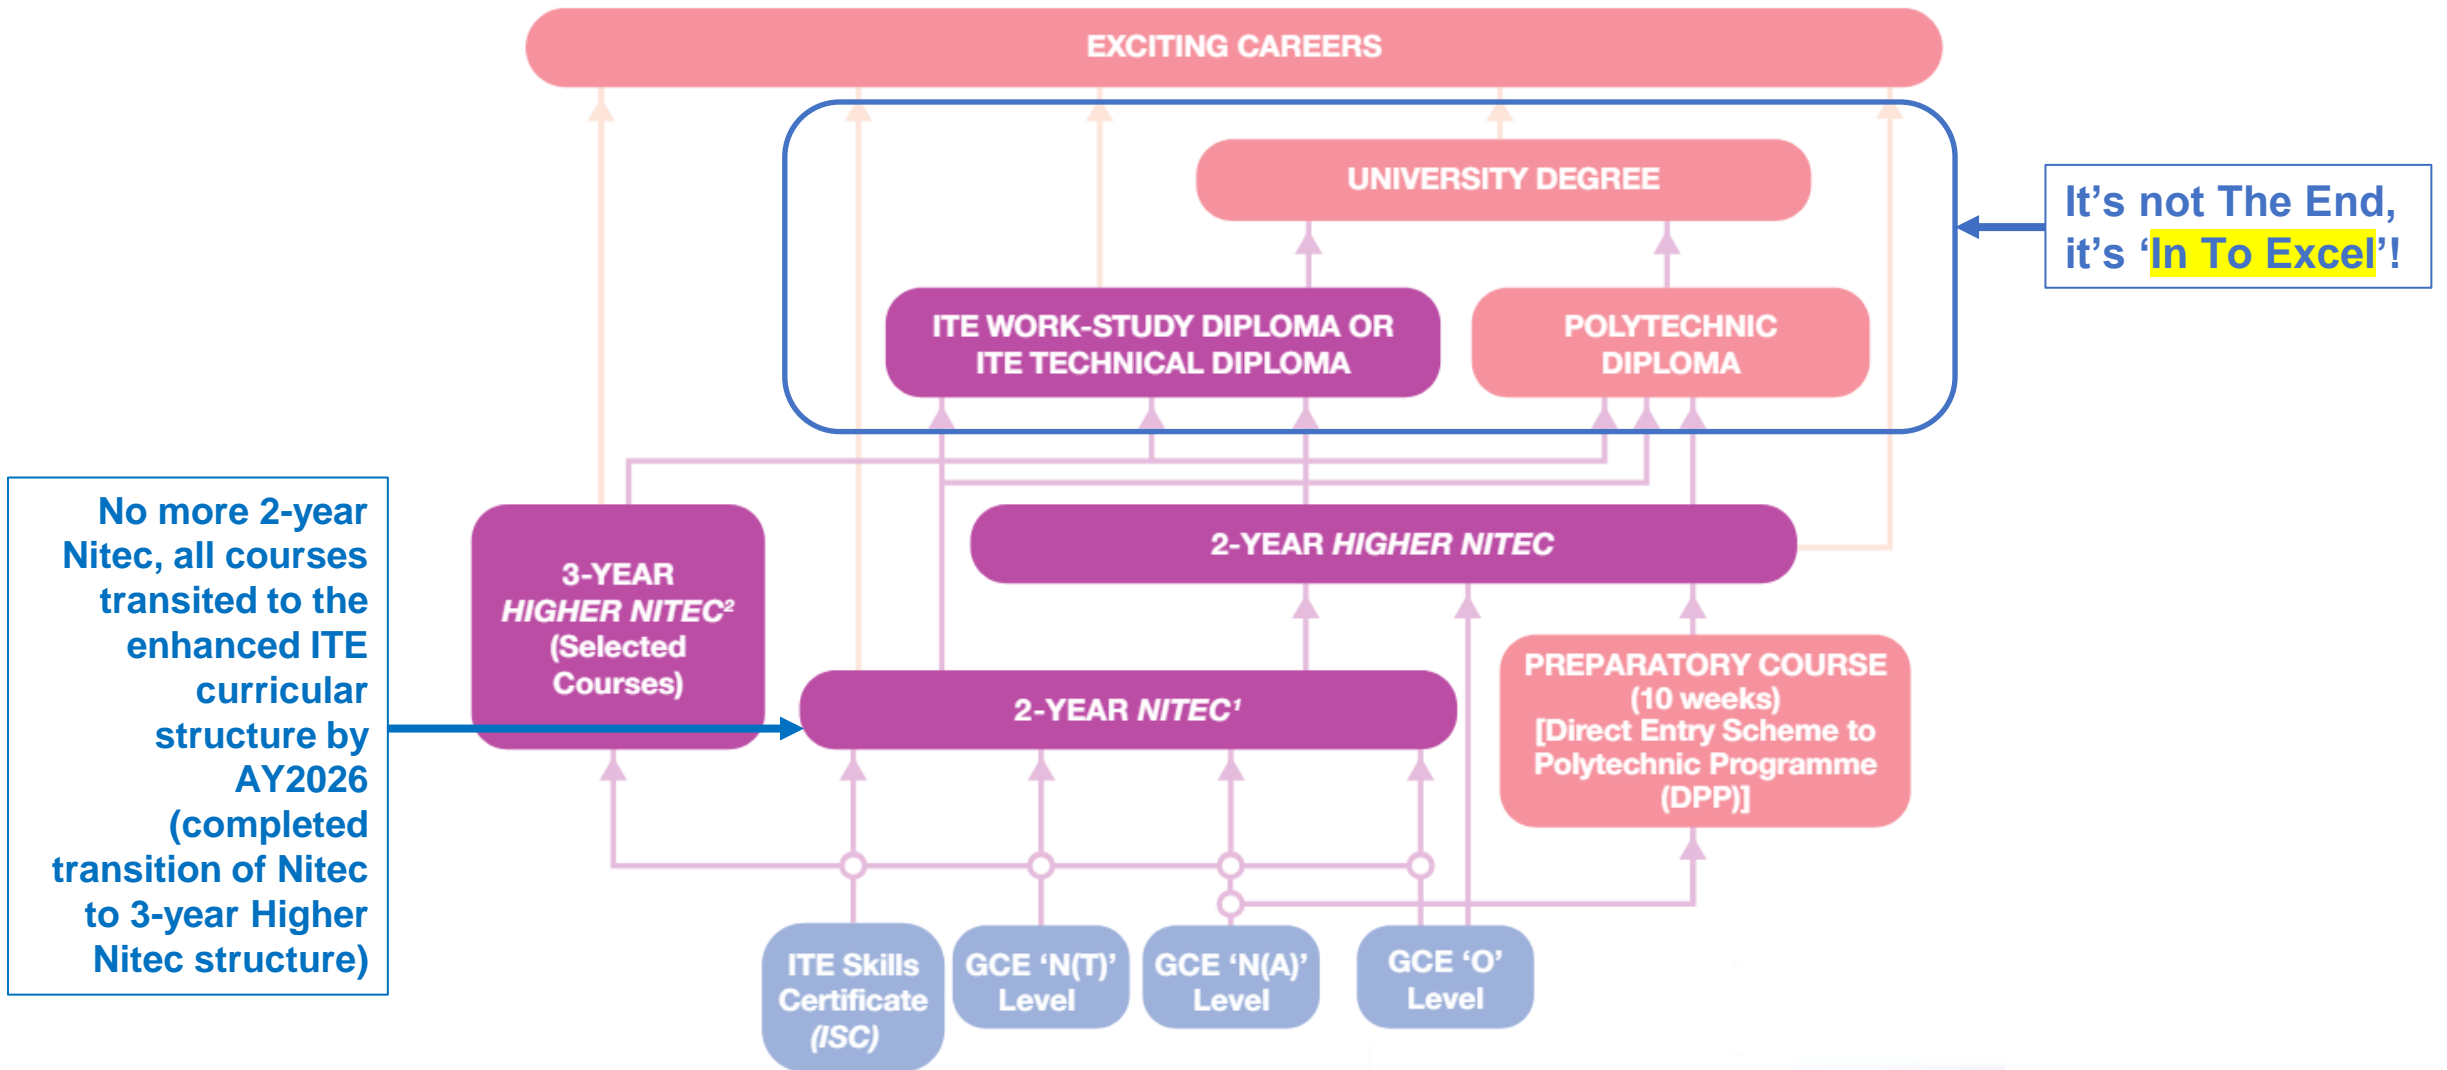 EXCITING CAREERS
UNIVERSITY DEGREE
It’s not The End,
it’s ‘In To Excel’!
ITE WORK-STUDY DIPLOMA OR
ITE TECHNICAL DIPLOMA
POLYTECHNIC
DIPLOMA
No more 2-year
Nitec, all courses
transited to the
enhanced ITE
curricular
structure by
AY2026
(completed
transition of Nitec
to 3-year Higher
Nitec structure)
3-YEAR
HIGHER NITEC²
(Selected
Courses)
2-YEAR HIGHER NITEC
2-YEAR NITEC¹
PREPARATORY COURSE
(10 weeks)
[Direct Entry Scheme to
Polytechnic Programme
(DPP)]
ITE Skills
Certificate
(ISC)
GCE ‘N(T)’
Level
GCE ‘N(A)’
Level
GCE ‘O’
Level